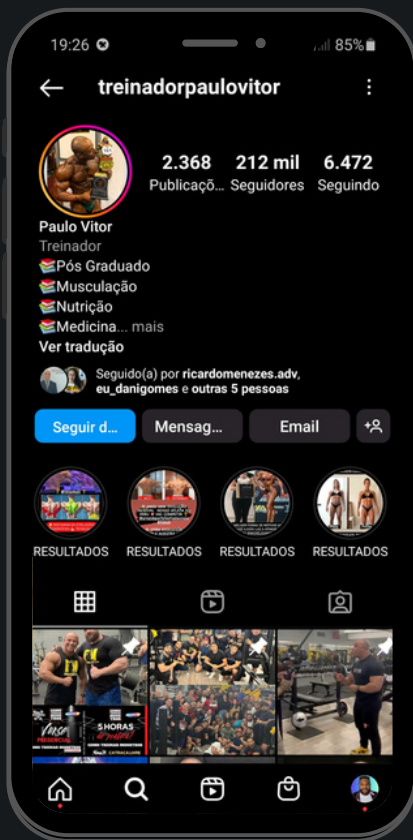 19:26
85%
treinadorpaulovitor
2.368 212 mil 6.472
Publicaçõ... Seguidores Seguindo
Paulo Vitor
Treinador
📚Pós Graduado
📚Musculação
📚Nutrição
📚Medicina... mais
Ver tradução
Seguido(a) por ricardomenezes.adv,
eu_danigomes e outras 5 pessoas
Seguir d... Mensag... Email
RESULTADOS RESULTADOS RESULTADOS RESULTADOS
PRESENCIAL
5 HORAS